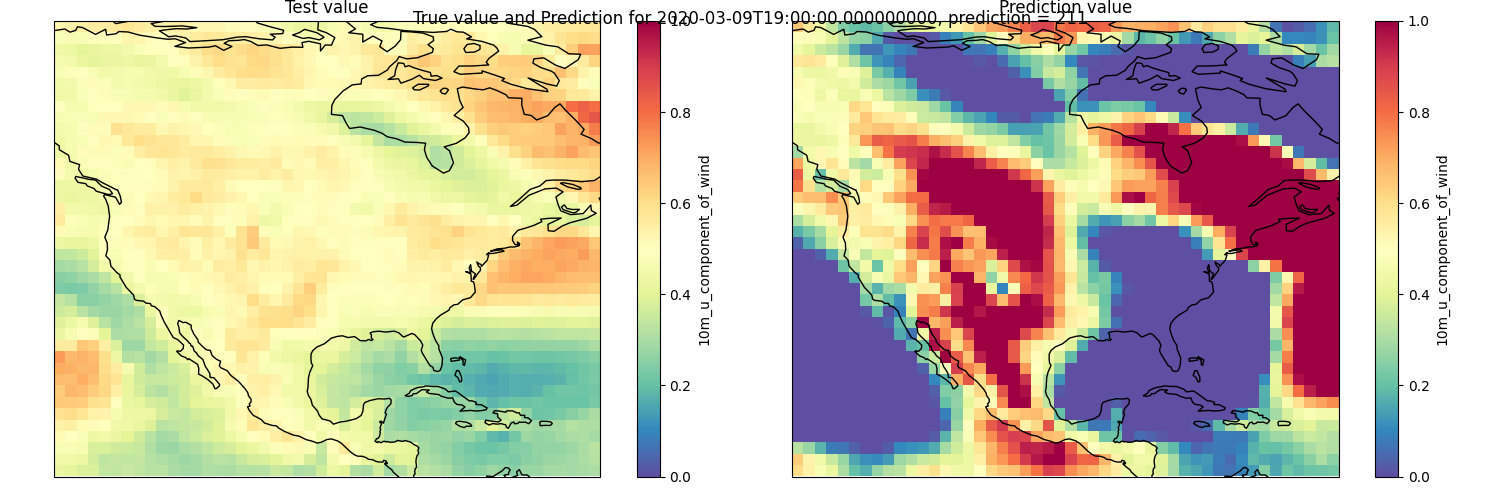 Test value
Prediction value
True value and Prediction for 2020-03-09T19:00:00.000000000, prediction = 211
1.0
0.8
0.6
0.4
0.2
0.0
10m_u_component_of_wind
1.0
0.8
0.6
0.4
0.2
0.0
10m_u_component_of_wind